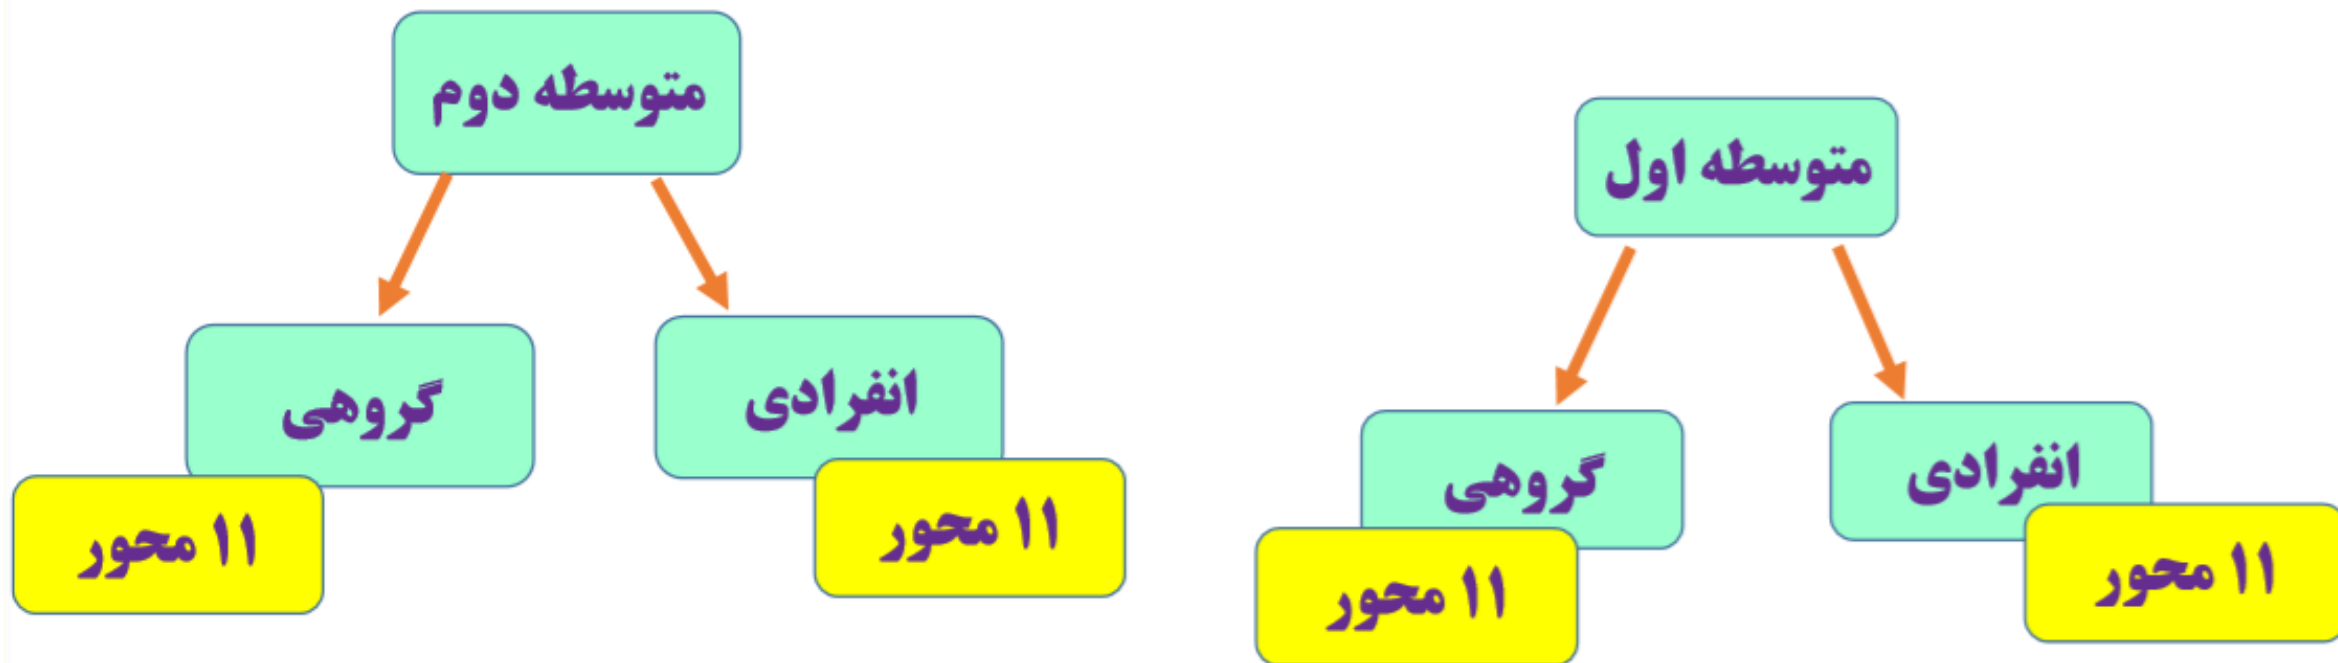 متوسطه اول
انفرادی
۱۱ محور
گروهی
۱۱ محور
متوسطه دوم
انفرادی
۱۱ محور
گروهی
۱۱ محور